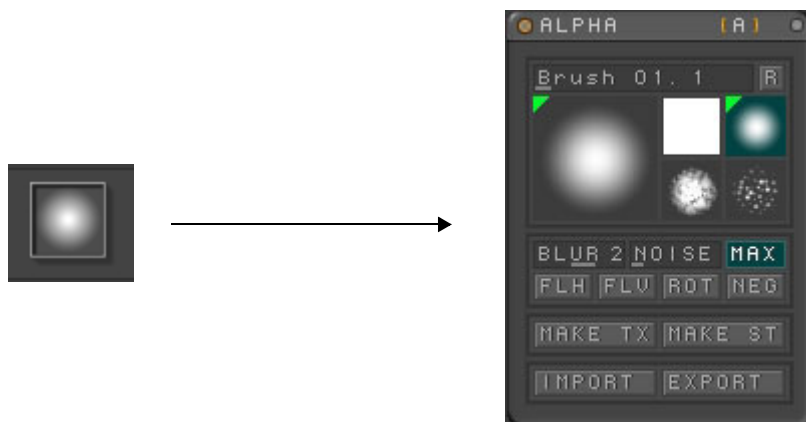 ALPHA (A)
Brush 01. 1 R
BLUR 2 NOISE MAX
FLH FLV ROT NEG
MAKE TX MAKE ST
IMPORT EXPORT